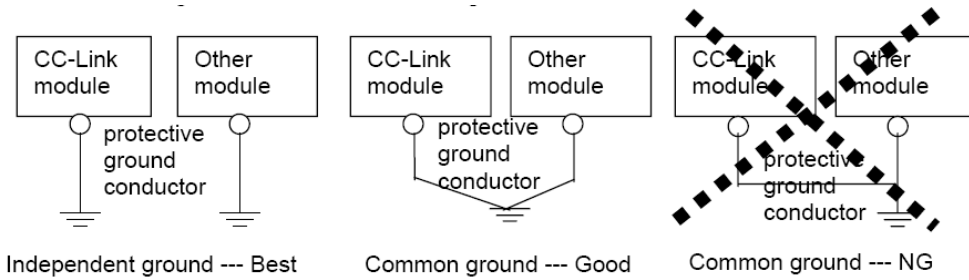 CC-Link
module
Other
module
protective
ground
conductor
Independent ground --- Best
CC-Link
module
Other
module
protective
ground
conductor
Common ground --- Good
CC-Link
module
Other
module
protective
ground
conductor
Common ground --- NG